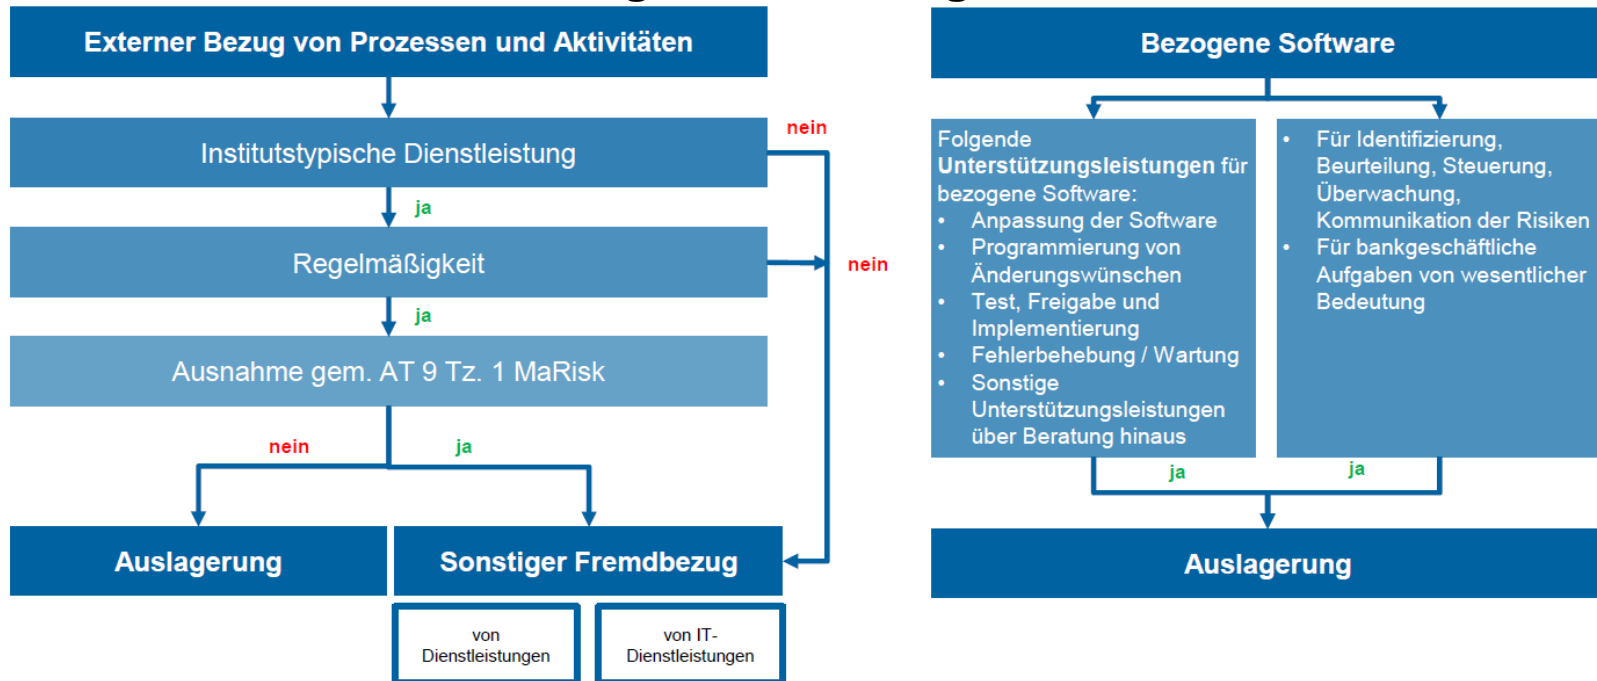 Externer Bezug von Prozessen und Aktivitäten
nein
Institutstypische Dienstleistung
ja
Regelmäßigkeit
nein
ja
Ausnahme gem. AT 9 Tz. 1 MaRisk
nein
ja
Auslagerung
Sonstiger Fremdbezug
von
Dienstleistungen
von IT-
Dienstleistungen
Bezogene Software
Folgende
Unterstützungsleistungen für
bezogene Software:
• Anpassung der Software
• Programmierung von
Änderungswünschen
• Test, Freigabe und
Implementierung
• Fehlerbehebung / Wartung
• Sonstige
Unterstützungsleistungen
über Beratung hinaus
• Für Identifizierung,
Beurteilung, Steuerung,
Überwachung,
Kommunikation der Risiken
• Für bankgeschäftliche
Aufgaben von wesentlicher
Bedeutung
ja
ja
Auslagerung